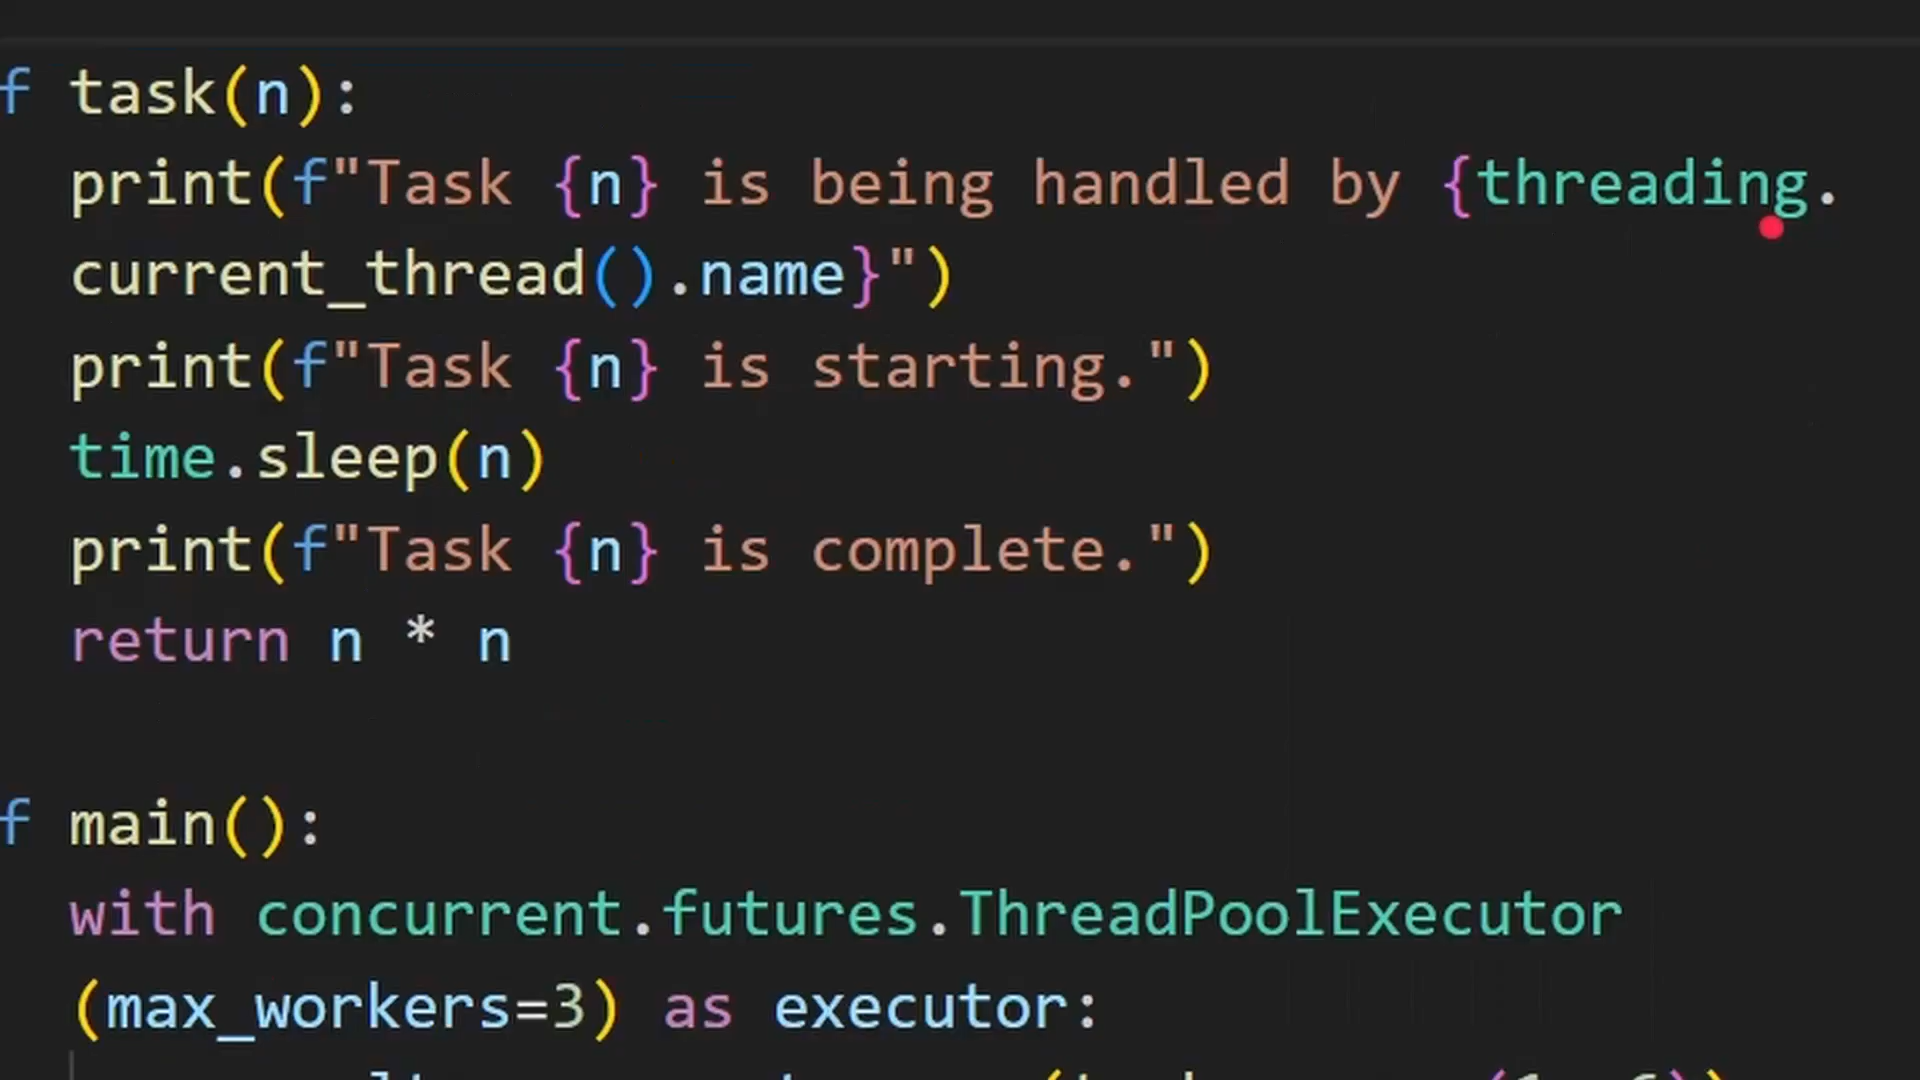 f task(n):
print(f"Task {n} is being handled by {threading.
current_thread().name}")
print(f"Task {n} is starting.")
time.sleep(n)
print(f"Task {n} is complete.")
return n * n
f main():
with concurrent.futures.ThreadPoolExecutor
(max_workers=3) as executor: